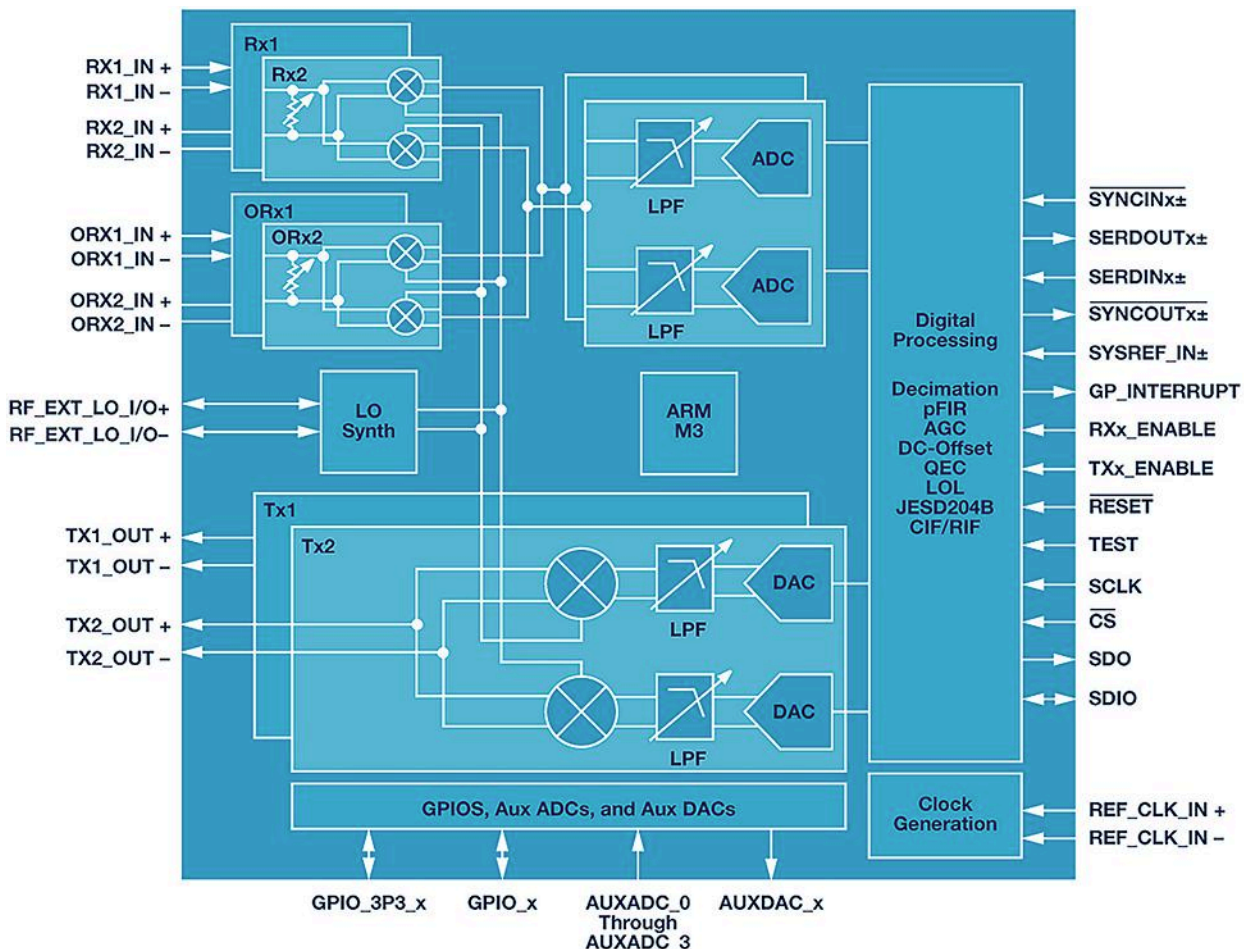 Rx1
Rx2
RX1_IN +
RX1_IN -
RX2_IN +
RX2_IN -
ADC
LPF
ADC
LPF
ORx1
ORx2
ORX1_IN +
ORX1_IN -
ORX2_IN +
ORX2_IN -
RF_EXT_LO_I/O+
RF_EXT_LO_I/O-
LO
Synth
ARM
M3
Digital
Processing
Decimation
pFIR
AGC
DC-Offset
QEC
LOL
JESD204B
CIF/RIF
SYNCINx±
SERDOUTx±
SERDINx±
SYNCOUTx±
SYSREF_IN±
GP_INTERRUPT
RXx_ENABLE
TXx_ENABLE
RESET
TEST
SCLK
CS
SDO
SDIO
Tx1
Tx2
TX1_OUT +
TX1_OUT -
TX2_OUT +
TX2_OUT -
LPF
DAC
LPF
DAC
GPIOS, Aux ADCs, and Aux DACs
Clock
Generation
REF_CLK_IN +
REF_CLK_IN -
GPIO_3P3_x
GPIO_x
AUXADC_0
Through
AUXADC_3
AUXDAC_x